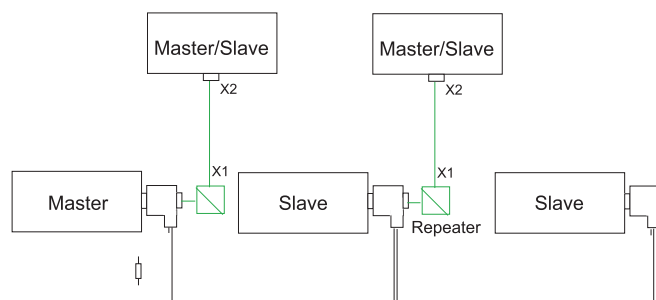 Master/Slave
Master/Slave
X2
X2
X1
X1
Master
Slave
Slave
Repeater